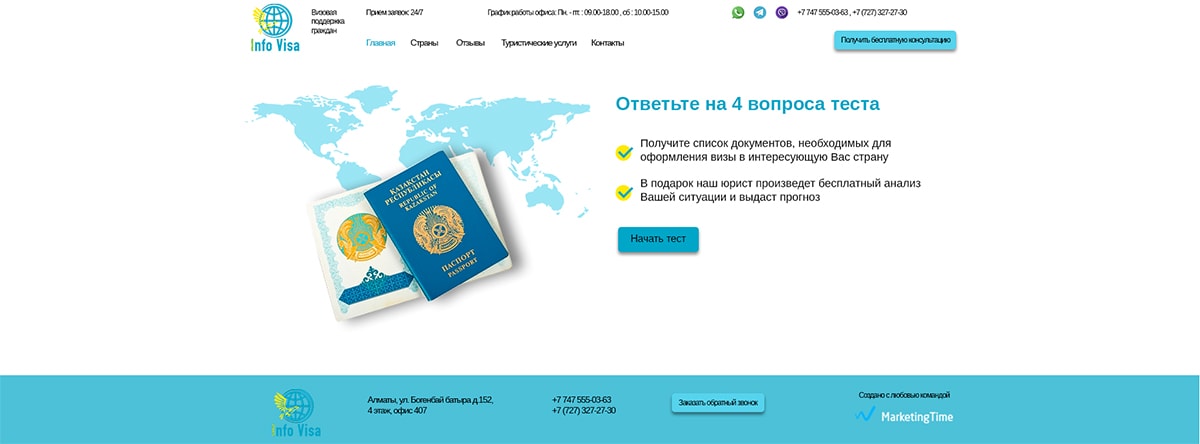 Info Visa
Визовая
поддержка
граждан
Прием заявок: 24/7
График работы офиса: Пн. - пт. : 09.00-18.00 , сб : 10.00-15.00
+7 747 555-03-63 , +7 (727) 327-27-30
Главная
Страны
Отзывы
Туристические услуги
Контакты
Получить бесплатную консультацию
Ответьте на 4 вопроса теста
Получите список документов, необходимых для
оформления визы в интересующую Вас страну
В подарок наш юрист произведет бесплатный анализ
Вашей ситуации и выдаст прогноз
Начать тест
ҚАЗАҚСТАН
РЕСПУБЛИКАСЫ
REPUBLIC OF
KAZAKHSTAN
ПАСПОРТ
PASSPORT
Info Visa
Алматы, ул. Богенбай батыра д.152,
4 этаж, офис 407
+7 747 555-03-63
+7 (727) 327-27-30
Заказать обратный звонок
Создано с любовью командой
MarketingTime